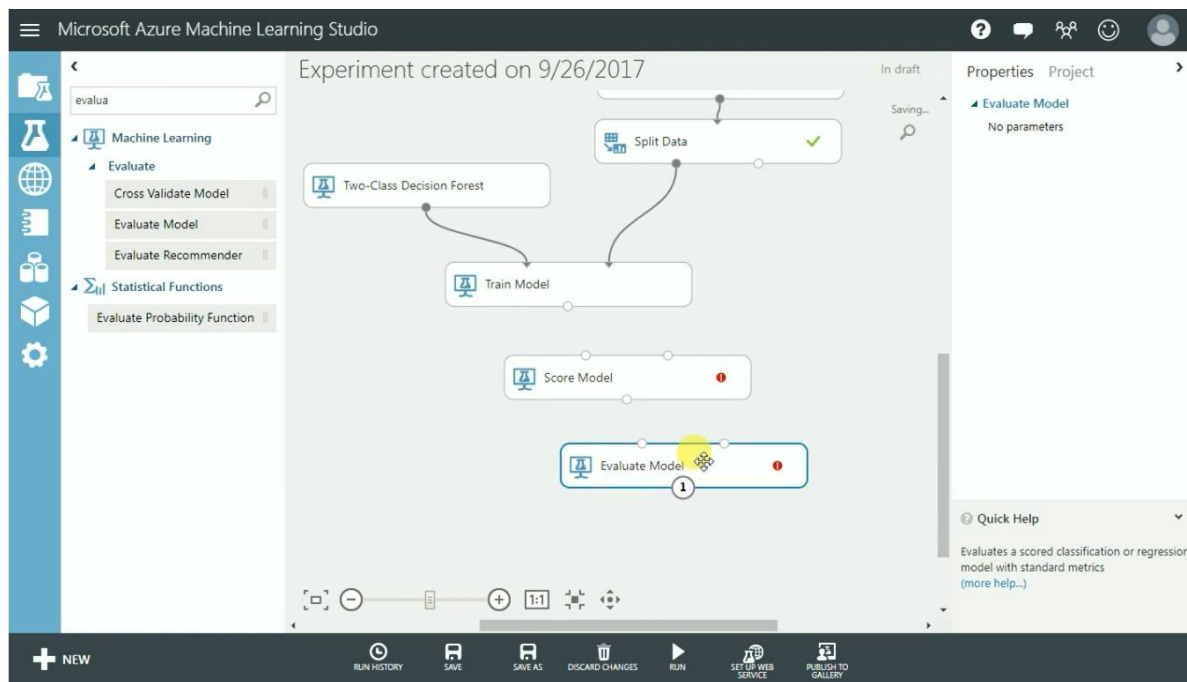 Microsoft Azure Machine Learning Studio
evalua
Machine Learning
Evaluate
Cross Validate Model
Evaluate Model
Evaluate Recommender
Statistical Functions
Evaluate Probability Function
Experiment created on 9/26/2017
In draft
Saving...
Split Data
Two-Class Decision Forest
Train Model
Score Model
Evaluate Model
1
1:1
Properties Project
Evaluate Model
No parameters
Quick Help
Evaluates a scored classification or regression
model with standard metrics
(more help...)
NEW
RUN HISTORY
SAVE
SAVE AS
DISCARD CHANGES
RUN
SET UP WEB
SERVICE
PUBLISH TO
GALLERY